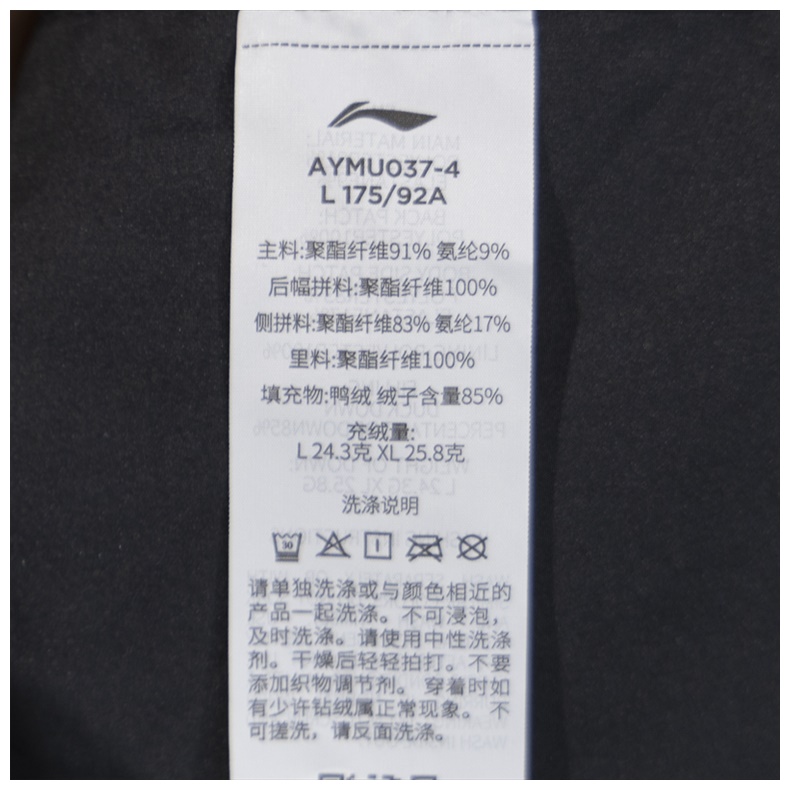 AYMU037-4
L 175/92A
主料:聚酯纤维91% 氨纶9%
后幅拼料:聚酯纤维100%
侧拼料:聚酯纤维83% 氨纶17%
里料:聚酯纤维100%
填充物:鸭绒 绒子含量85%
充绒量:
L 24.3克 XL 25.8克
洗涤说明
30
请单独洗涤或与颜色相近的
产品一起洗涤。不可浸泡，
及时洗涤。请使用中性洗涤
剂。干燥后轻轻拍打。不要
添加织物调节剂。 穿着时如
有少许钻绒属正常现象。 不
可搓洗，请反面洗涤。